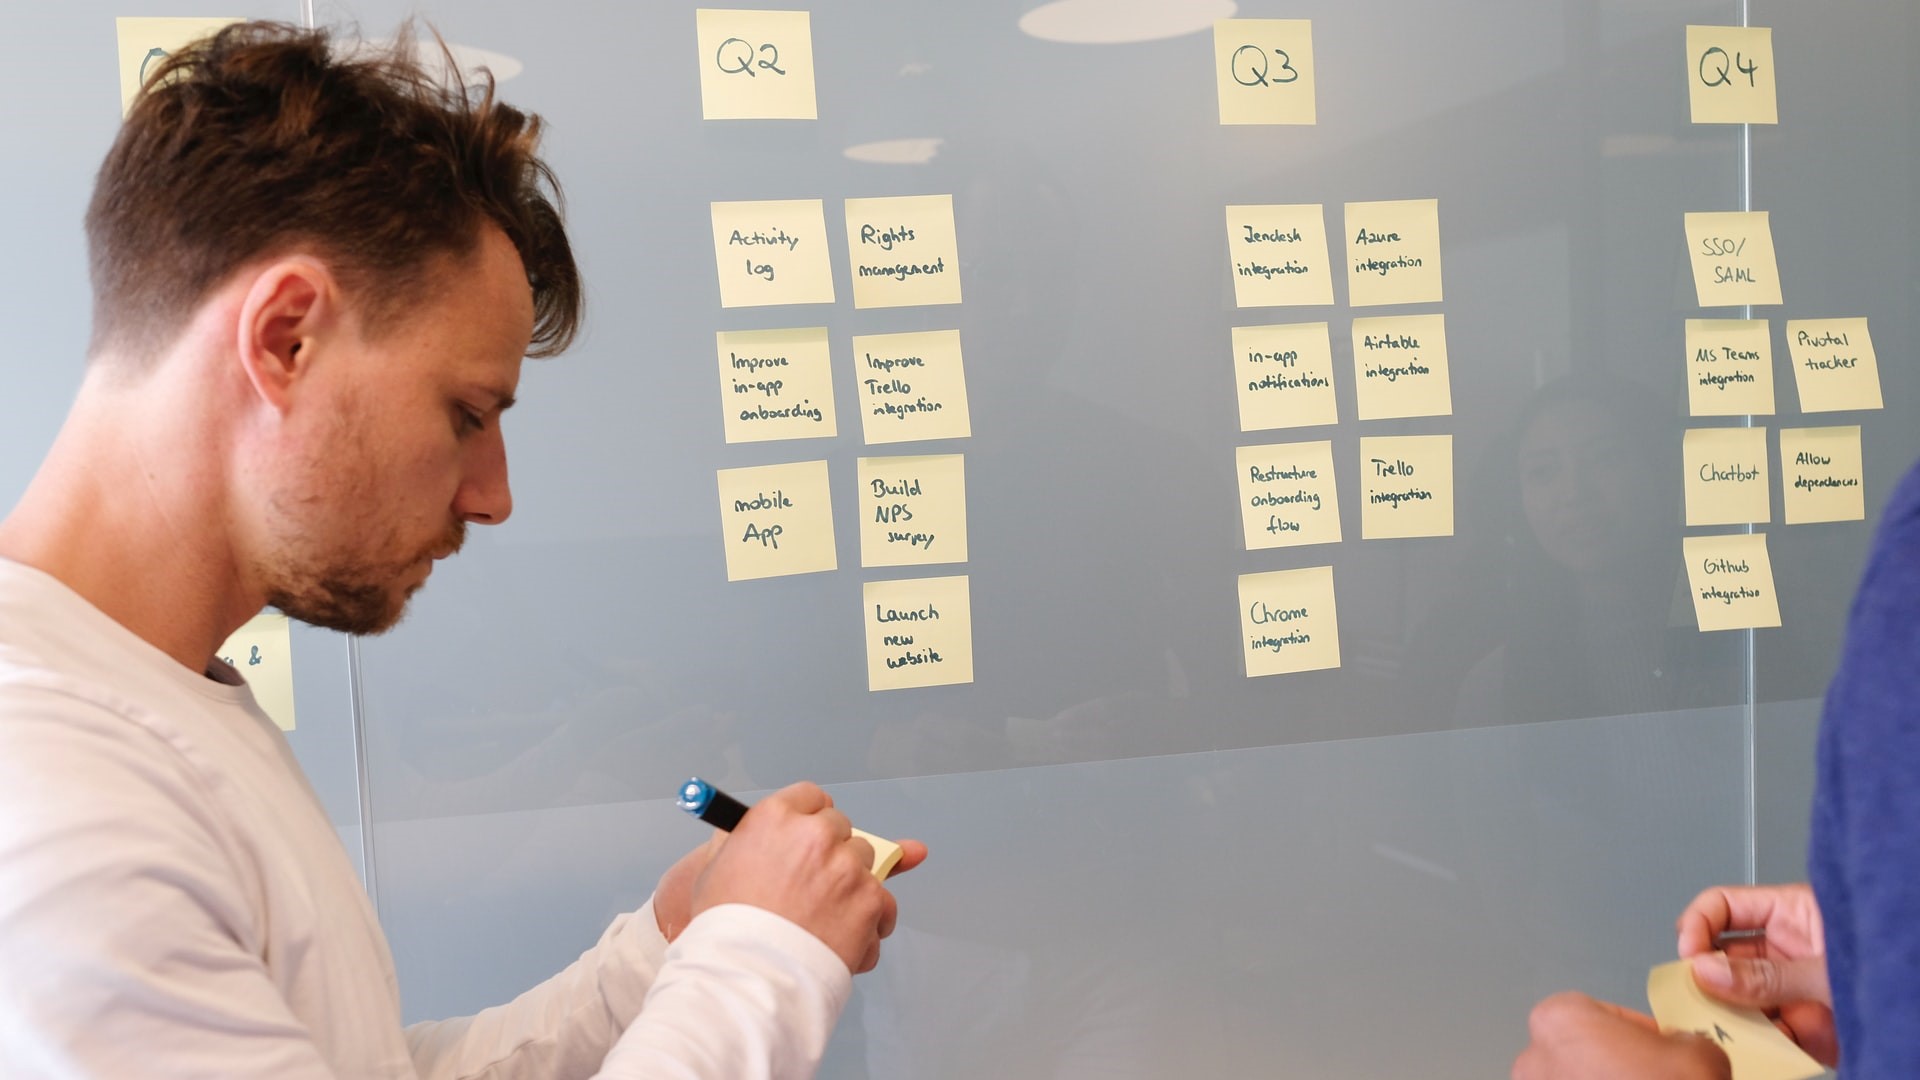 Q2
Activity
log
Rights
management
Improve
in-app
onboarding
Improve
Trello
integration
mobile
App
Build
NPS
survey
Launch
new
website
Q3
Zendesk
integration
Azure
integration
in-app
notifications
Airtable
integration
Restructure
onboarding
flow
Trello
integration
Chrome
integration
Q4
SSO/
SAML
MS Teams
integration
Pivotal
tracker
Chatbot
Allow
dependencies
Github
integration
&